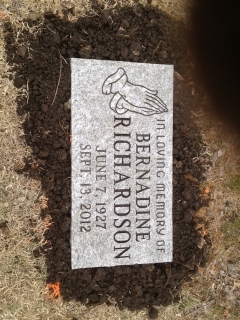 IN LOVING MEMORY OF
BERNADINE
RICHARDSON
JUNE 7, 1927
SEPT. 13, 2012